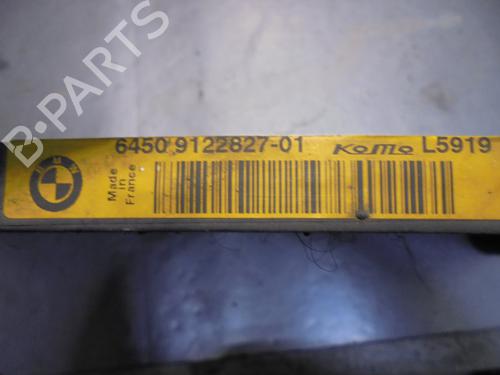 B-PARTS
6450 9122827-01 KoMo L5919
BMW
Made
in
France